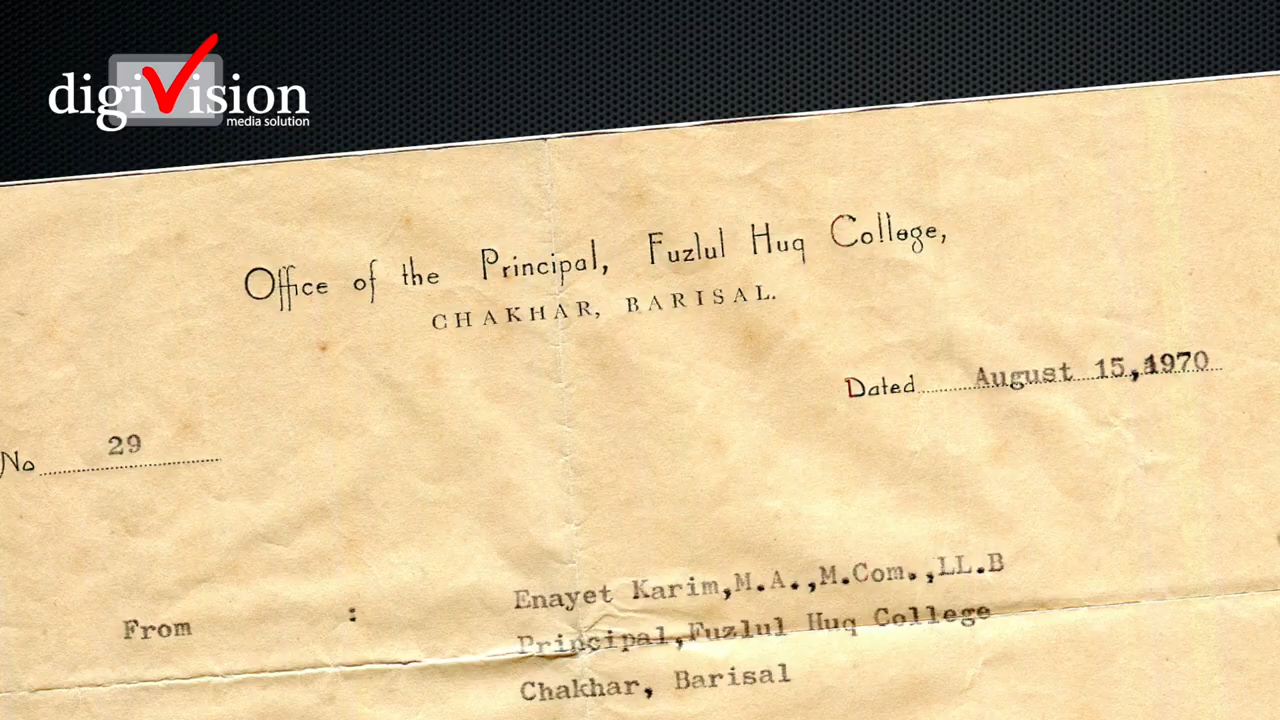 digivision
media solution
Office of the Principal, Fuzlul Huq College,
CHAKHAR, BARISAL.
Dated August 15, 1970
No 29
From : Enayet Karim,M.A.,M.Com.,LL.B
Principal,Fuzlul Huq College
Chakhar, Barisal